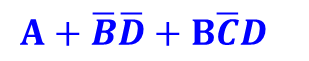 A + B̅D̅ + BC̅D